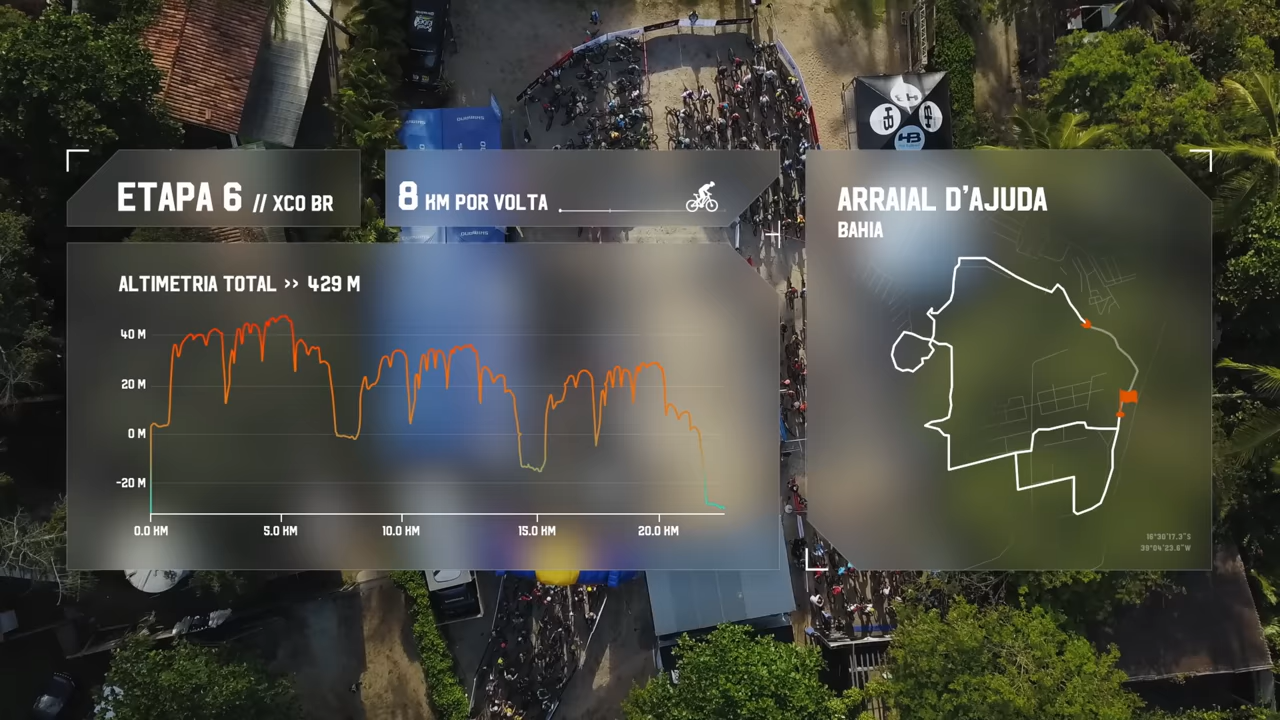 ETAPA 6 // XCO BR
8 KM POR VOLTA
ARRAIAL D'AJUDA
BAHIA
ALTIMETRIA TOTAL >> 429 M
40 M
20 M
0 M
-20 M
0.0 KM
5.0 KM
10.0 KM
15.0 KM
20.0 KM
16°30'17.3"S
39°04'23.6"W
HB
SHIMANO